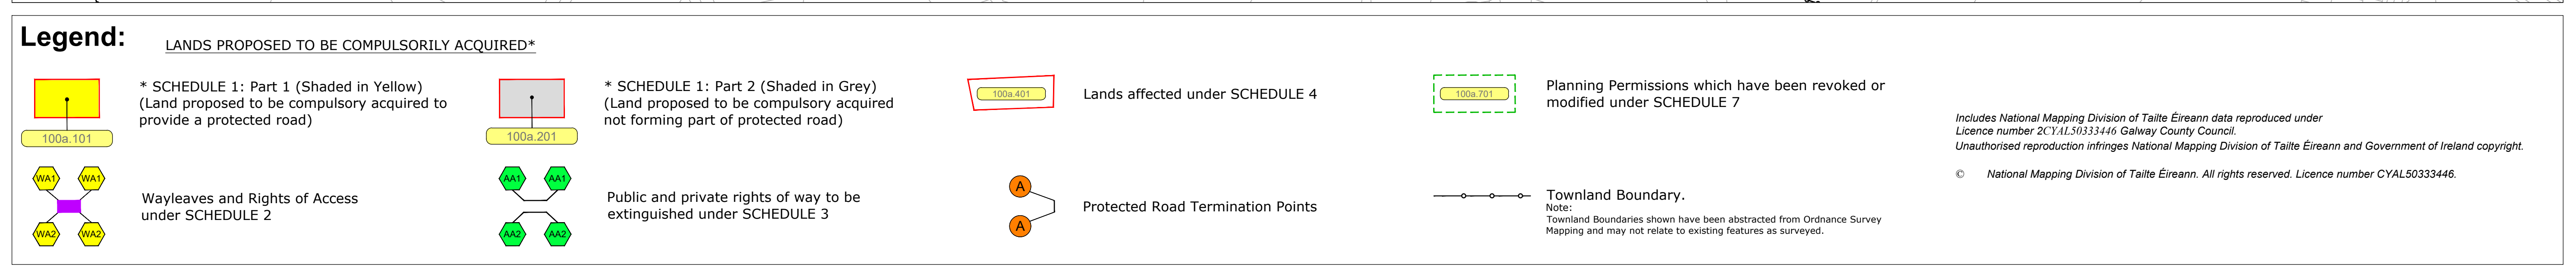 Legend:
LANDS PROPOSED TO BE COMPULSORILY ACQUIRED*
100a.101
* SCHEDULE 1: Part 1 (Shaded in Yellow)
(Land proposed to be compulsory acquired to
provide a protected road)
100a.201
* SCHEDULE 1: Part 2 (Shaded in Grey)
(Land proposed to be compulsory acquired
not forming part of protected road)
100a.401
Lands affected under SCHEDULE 4
100a.701
Planning Permissions which have been revoked or
modified under SCHEDULE 7
WA1 WA1
WA2 WA2
Wayleaves and Rights of Access
under SCHEDULE 2
AA1 AA1
AA2 AA2
Public and private rights of way to be
extinguished under SCHEDULE 3
A
A
Protected Road Termination Points
Townland Boundary.
Note:
Townland Boundaries shown have been abstracted from Ordnance Survey
Mapping and may not relate to existing features as surveyed.
Includes National Mapping Division of Tailte Éireann data reproduced under
Licence number 2CYAL50333446 Galway County Council.
Unauthorised reproduction infringes National Mapping Division of Tailte Éireann and Government of Ireland copyright.
© National Mapping Division of Tailte Éireann. All rights reserved. Licence number CYAL50333446.